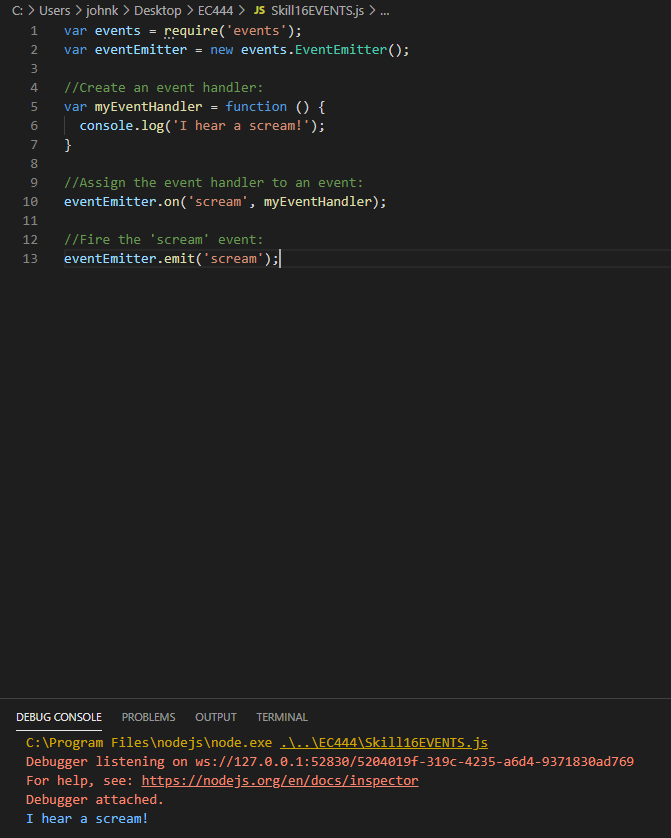 C: > Users > johnk > Desktop > EC444 > JS Skill16EVENTS.js > ...
1 var events = require('events');
2 var eventEmitter = new events.EventEmitter();
3
4 //Create an event handler:
5 var myEventHandler = function () {
6   console.log('I hear a scream!');
7 }
8
9 //Assign the event handler to an event:
10 eventEmitter.on('scream', myEventHandler);
11
12 //Fire the 'scream' event:
13 eventEmitter.emit('scream');
DEBUG CONSOLE PROBLEMS OUTPUT TERMINAL
C:\Program Files\nodejs\node.exe .\..\EC444\Skill16EVENTS.js
Debugger listening on ws://127.0.0.1:52830/5204019f-319c-4235-a6d4-9371830ad769
For help, see: https://nodejs.org/en/docs/inspector
Debugger attached.
I hear a scream!